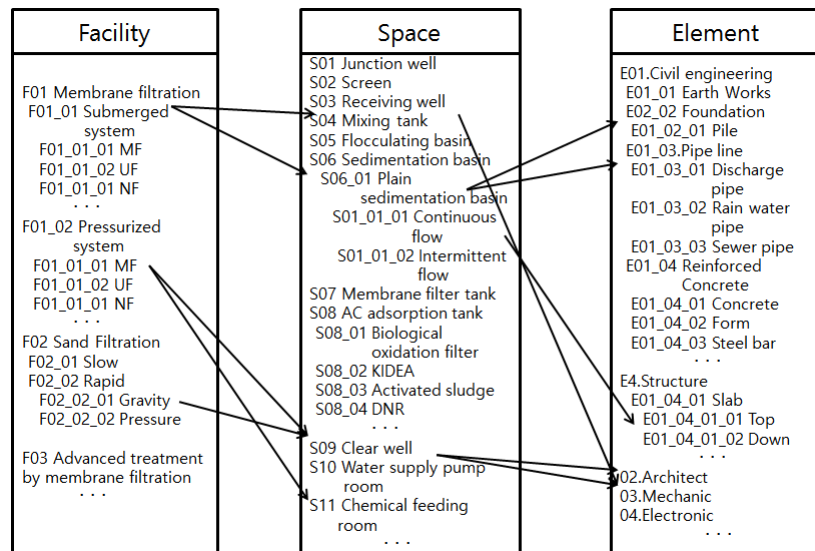 Facility
F01 Membrane filtration
F01_01 Submerged
system
F01_01_01 MF
F01_01_02 UF
F01_01_01 NF
. . .
F01_02 Pressurized
system
F01_01_01 MF
F01_01_02 UF
F01_01_01 NF
. . .
F02 Sand Filtration
F02_01 Slow
F02_02 Rapid
F02_02_01 Gravity
F02_02_02 Pressure
F03 Advanced treatment
by membrane filtration
. . .
Space
S01 Junction well
S02 Screen
S03 Receiving well
S04 Mixing tank
S05 Flocculating basin
S06 Sedimentation basin
S06_01 Plain
sedimentation basin
S01_01_01 Continuous
flow
S01_01_02 Intermittent
flow
S07 Membrane filter tank
S08 AC adsorption tank
S08_01 Biological
oxidation filter
S08_02 KIDEA
S08_03 Activated sludge
S08_04 DNR
. . .
S09 Clear well
S10 Water supply pump
room
S11 Chemical feeding
room
. . .
Element
E01.Civil engineering
E01_01 Earth Works
E02_02 Foundation
E01_02_01 Pile
E01_03.Pipe line
E01_03_01 Discharge
pipe
E01_03_02 Rain water
pipe
E01_03_03 Sewer pipe
E01_04 Reinforced
Concrete
E01_04_01 Concrete
E01_04_02 Form
E01_04_03 Steel bar
. . .
E4.Structure
E01_04_01 Slab
E01_04_01_01 Top
E01_04_01_02 Down
. . .
02.Architect
03.Mechanic
04.Electronic
. . .